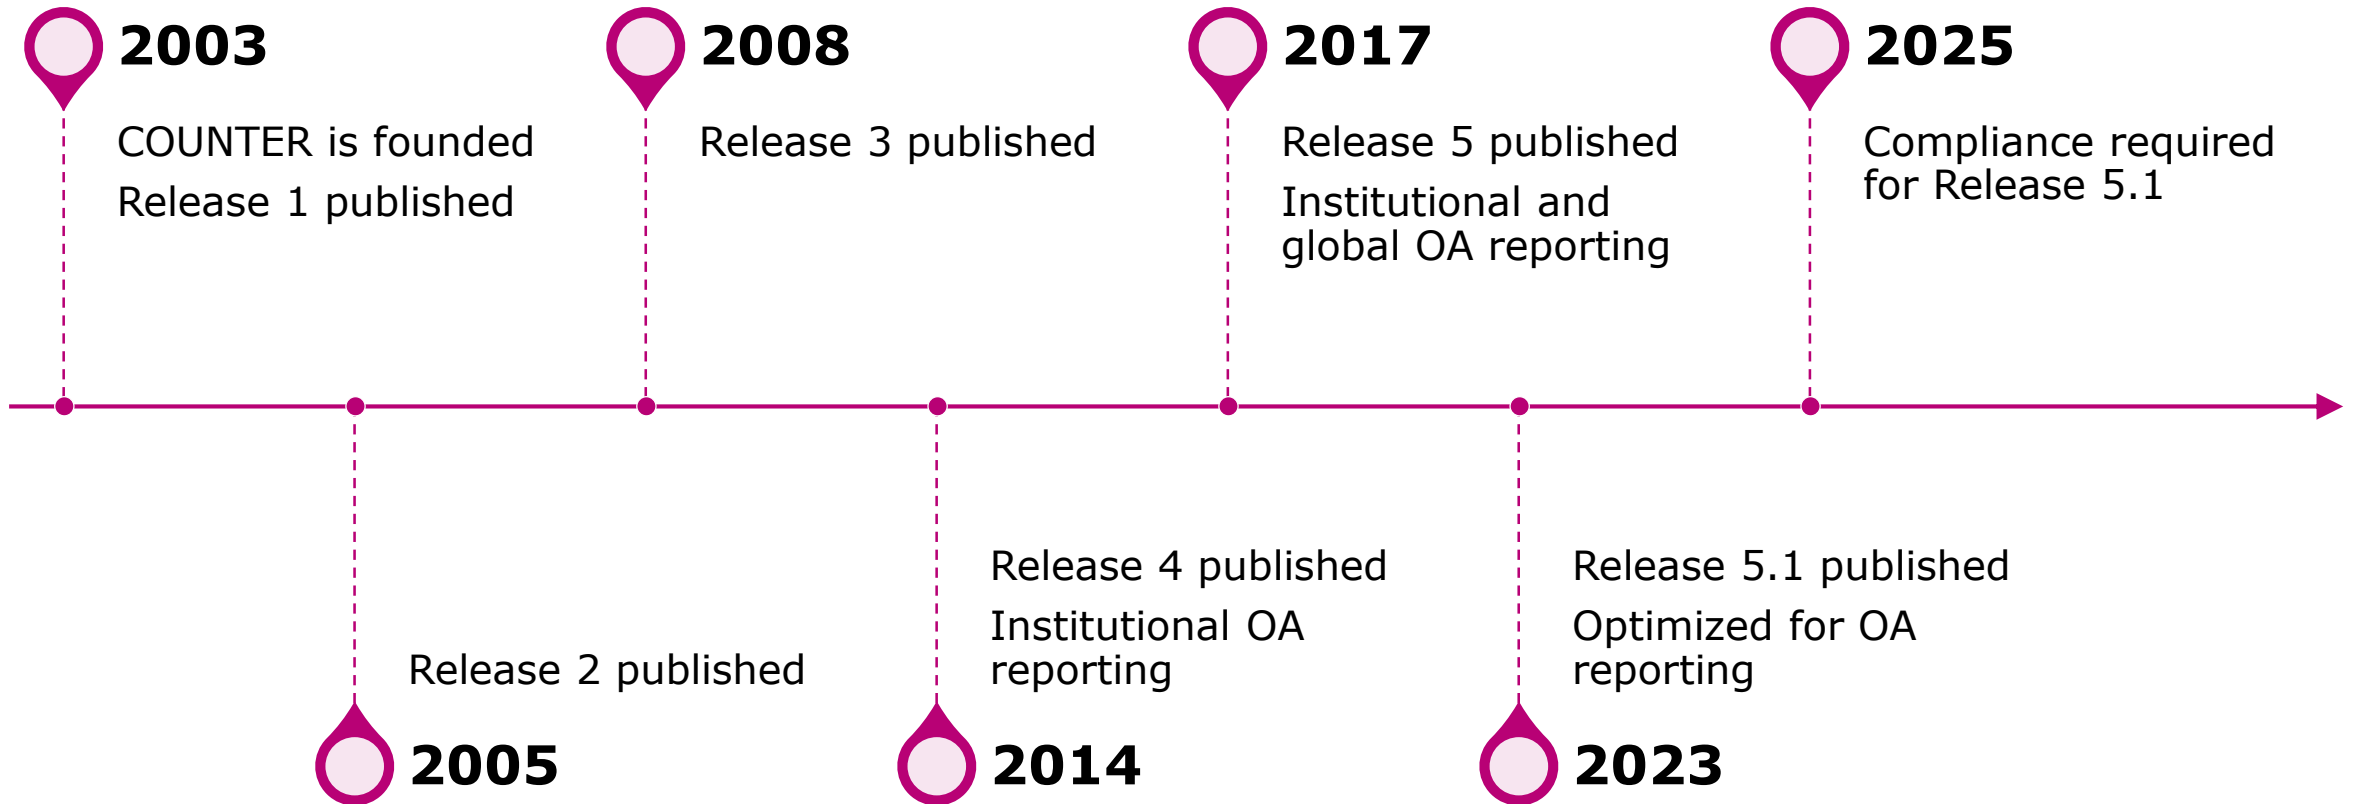 2003
COUNTER is founded
Release 1 published
2005
Release 2 published
2008
Release 3 published
2014
Release 4 published
Institutional OA
reporting
2017
Release 5 published
Institutional and
global OA reporting
2023
Release 5.1 published
Optimized for OA
reporting
2025
Compliance required
for Release 5.1